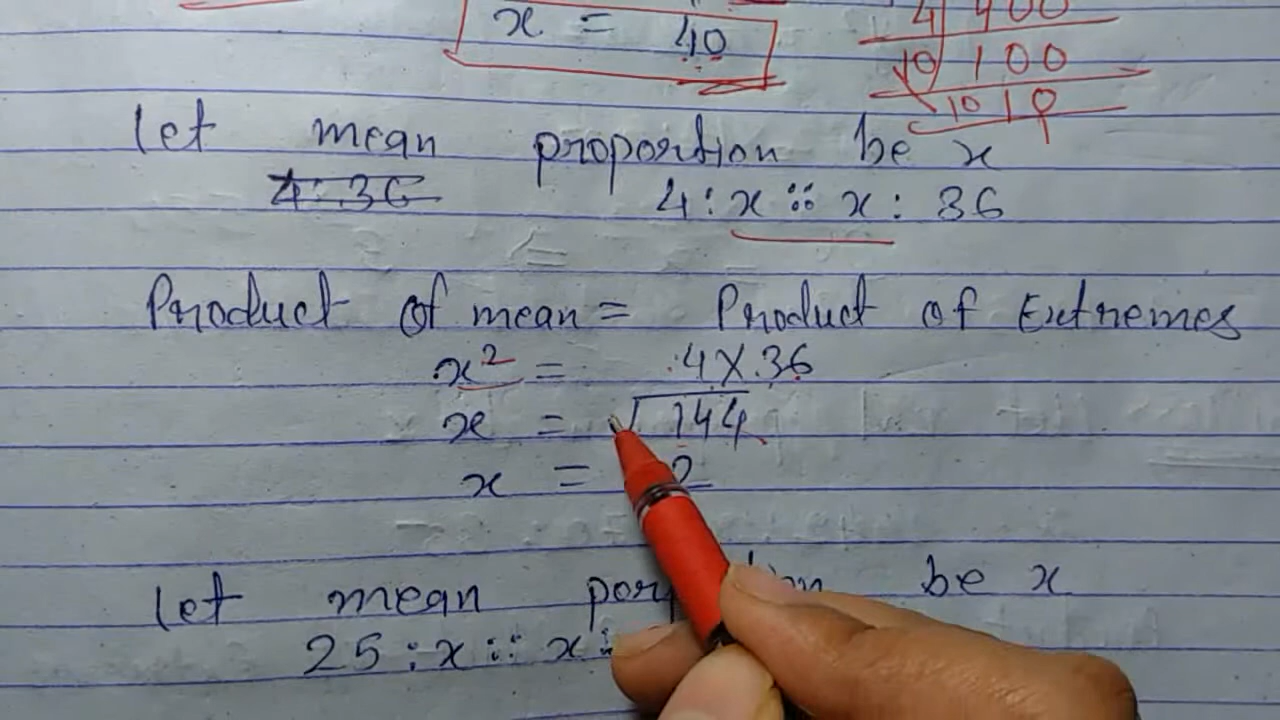 4 400
x = 40
10 100
10 10
Let mean proportion be x
4:36 4:x :: x: 36
Product of mean = Product of Extremes
x² = 4 X 36
x = √144
x = 2
Let mean be x
25:x :: x: